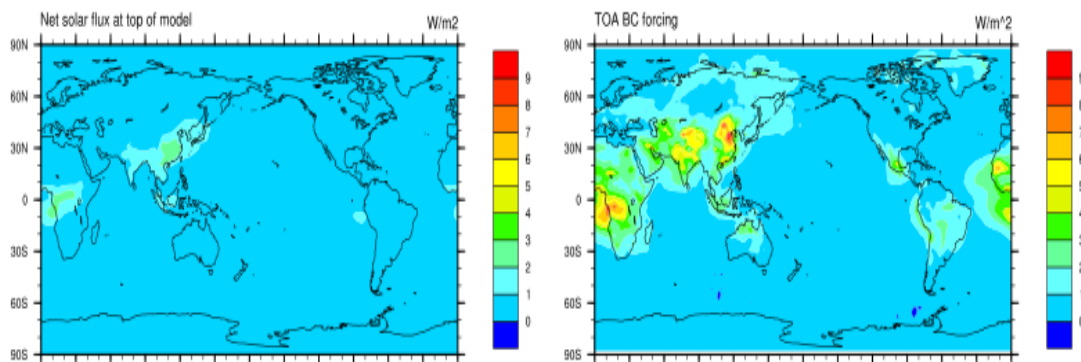 Net solar flux at top of model W/m2
90N
60N
30N
0
30S
60S
90S
9
8
7
6
5
4
3
2
1
0
TOA BC forcing W/m^2
90N
60N
30N
0
30S
60S
90S